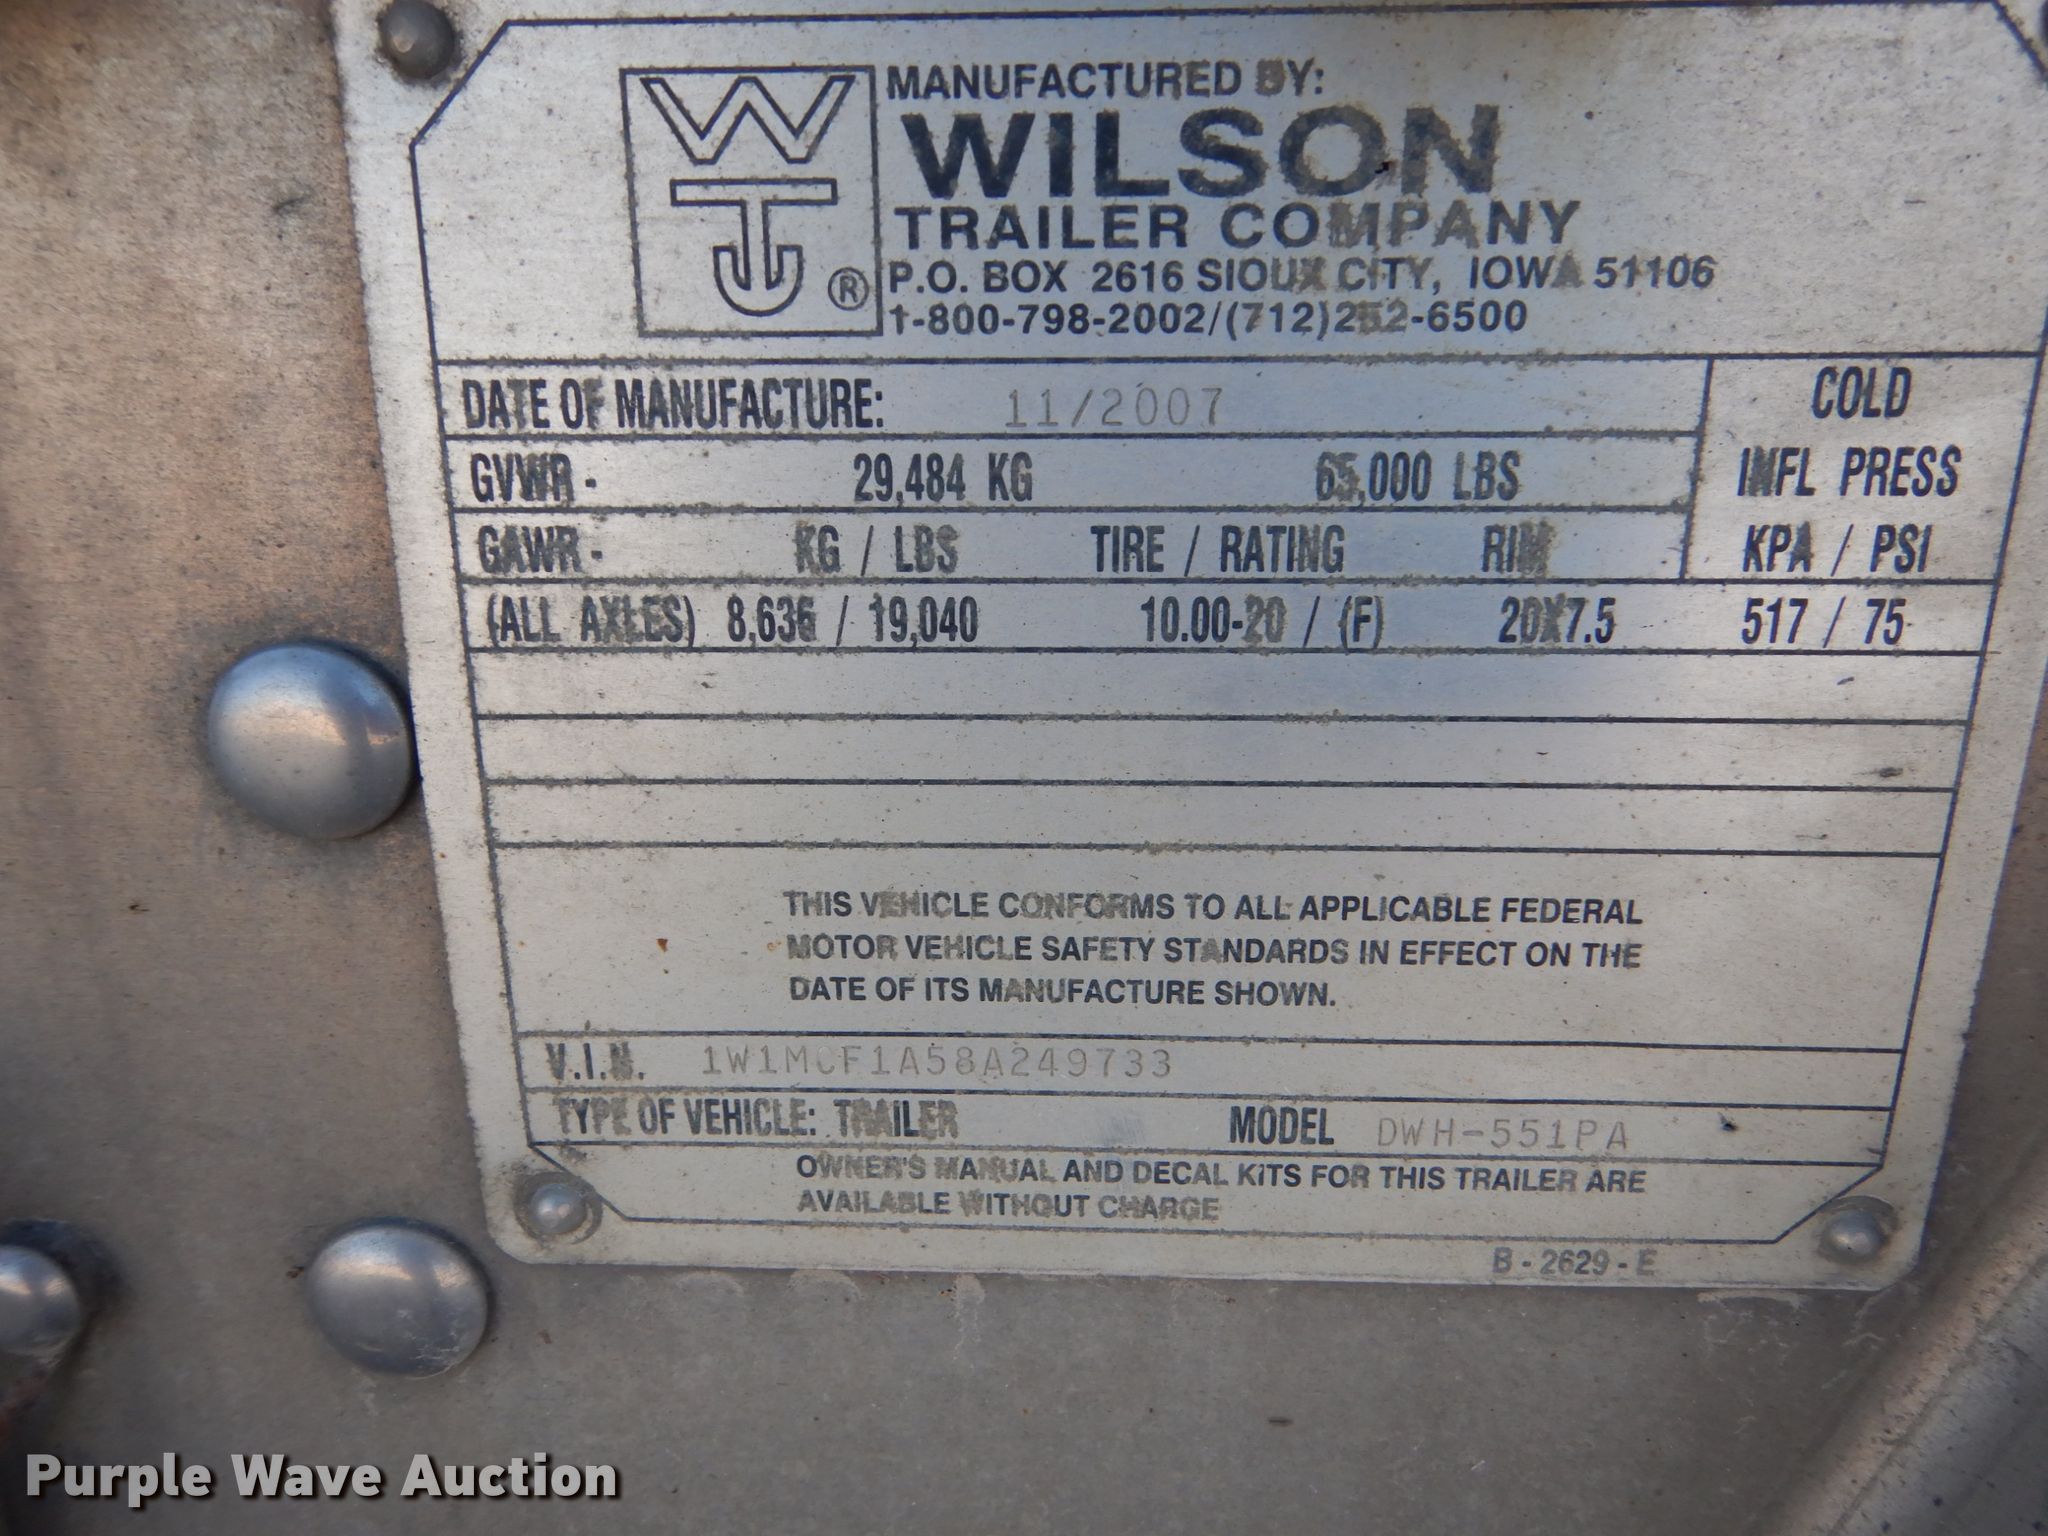 WT
®
MANUFACTURED BY:
WILSON
TRAILER COMPANY
P.O. BOX 2616 SIOUX CITY, IOWA 51106
1-800-798-2002/(712)252-6500
DATE OF MANUFACTURE: 11/2007
GVWR - 29,484 KG 65,000 LBS
COLD
INFL PRESS
GAWR - KG / LBS TIRE / RATING RIM KPA / PSI
(ALL AXLES) 8,636 / 19,040 10.00-20 / (F) 20X7.5 517 / 75
THIS VEHICLE CONFORMS TO ALL APPLICABLE FEDERAL
MOTOR VEHICLE SAFETY STANDARDS IN EFFECT ON THE
DATE OF ITS MANUFACTURE SHOWN.
V.I.N. 1W1MCF1A58A249733
TYPE OF VEHICLE: TRAILER MODEL DWH-551PA
OWNER'S MANUAL AND DECAL KITS FOR THIS TRAILER ARE
AVAILABLE WITHOUT CHARGE
B - 2629 - E
Purple Wave Auction